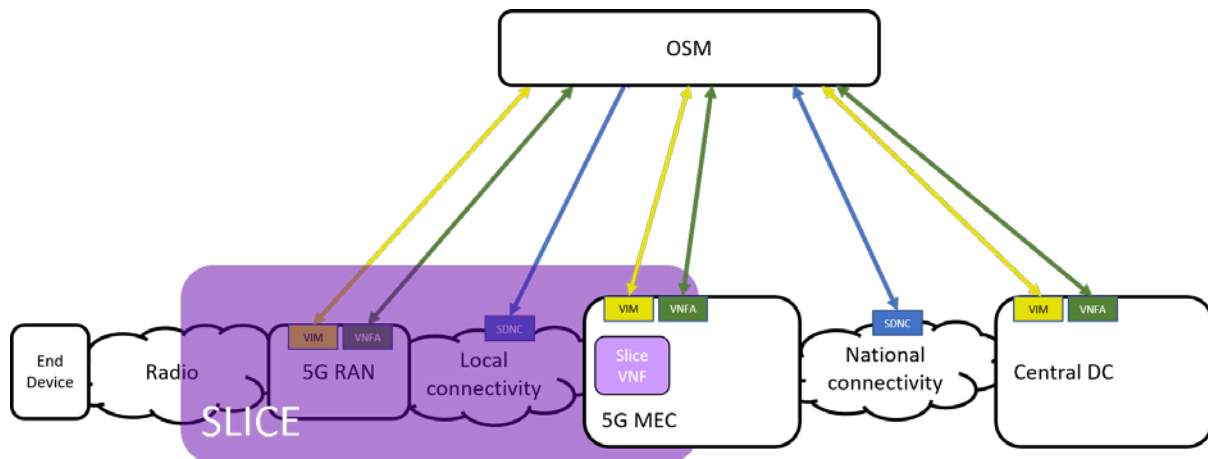 OSM
VIM
VNFA
SDNC
VIM
VNFA
SDNC
VIM
VNFA
End
Device
Radio
5G RAN
Local
connectivity
Slice
VNF
5G MEC
National
connectivity
Central DC
SLICE